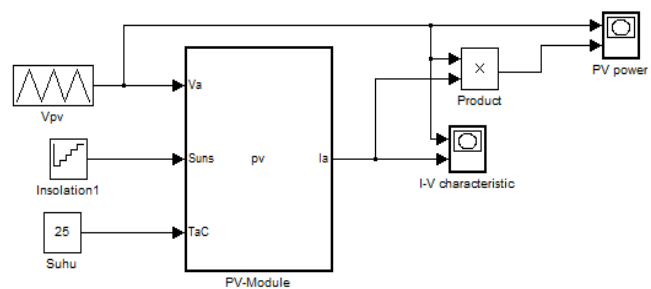 PV power
Product
Va
Vpv
I-V characteristic
Suns
pv
Ia
Insolation1
25
TaC
Suhu
PV-Module